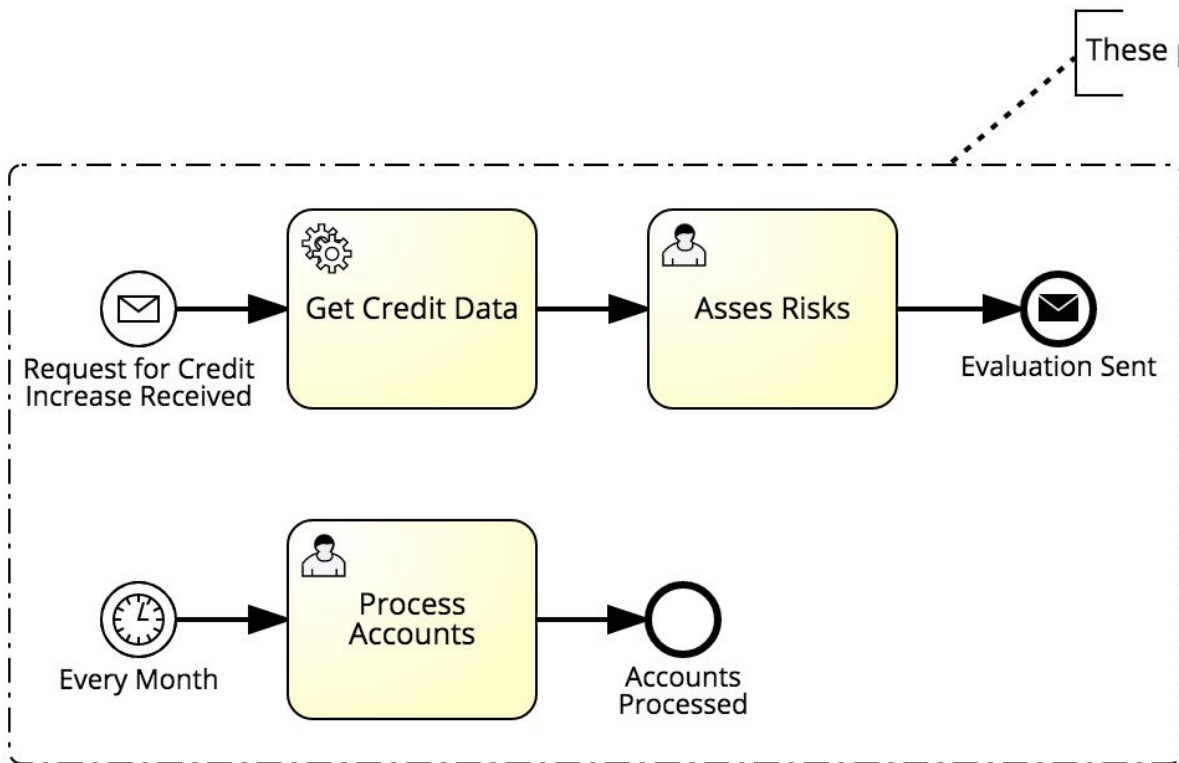 These
Get Credit Data
Asses Risks
Request for Credit
Increase Received
Evaluation Sent
Process
Accounts
Every Month
Accounts
Processed